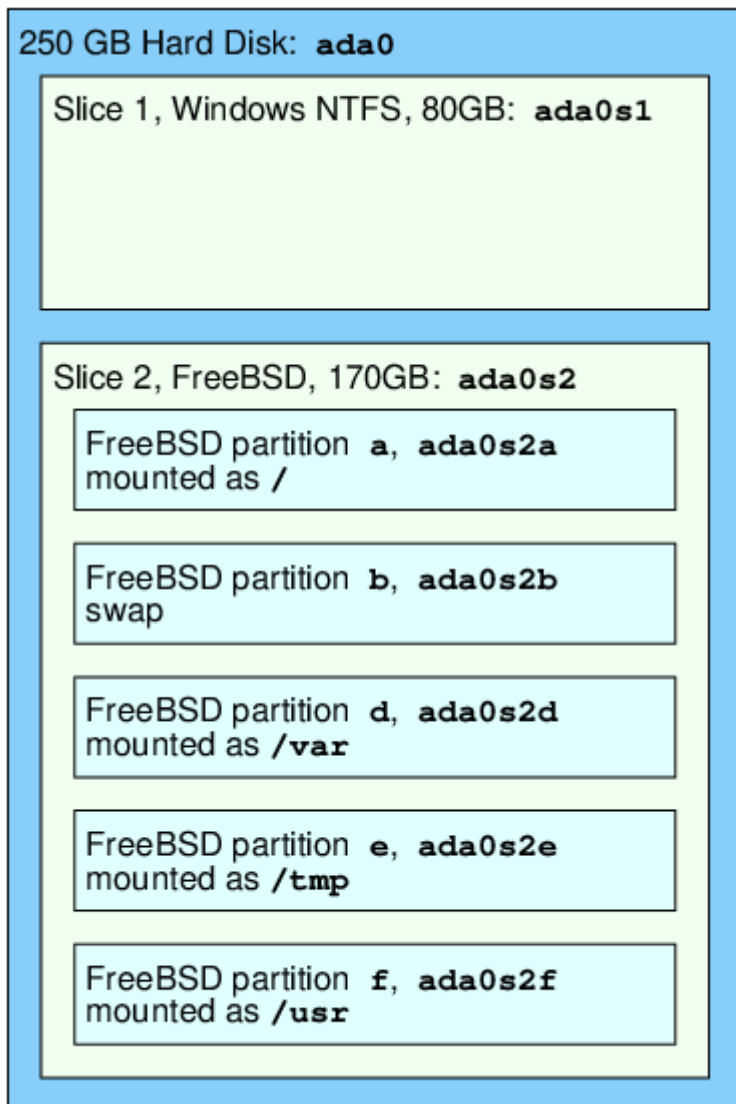 250 GB Hard Disk: ada0
Slice 1, Windows NTFS, 80GB: ada0s1
Slice 2, FreeBSD, 170GB: ada0s2
FreeBSD partition a, ada0s2a
mounted as /
FreeBSD partition b, ada0s2b
swap
FreeBSD partition d, ada0s2d
mounted as /var
FreeBSD partition e, ada0s2e
mounted as /tmp
FreeBSD partition f, ada0s2f
mounted as /usr